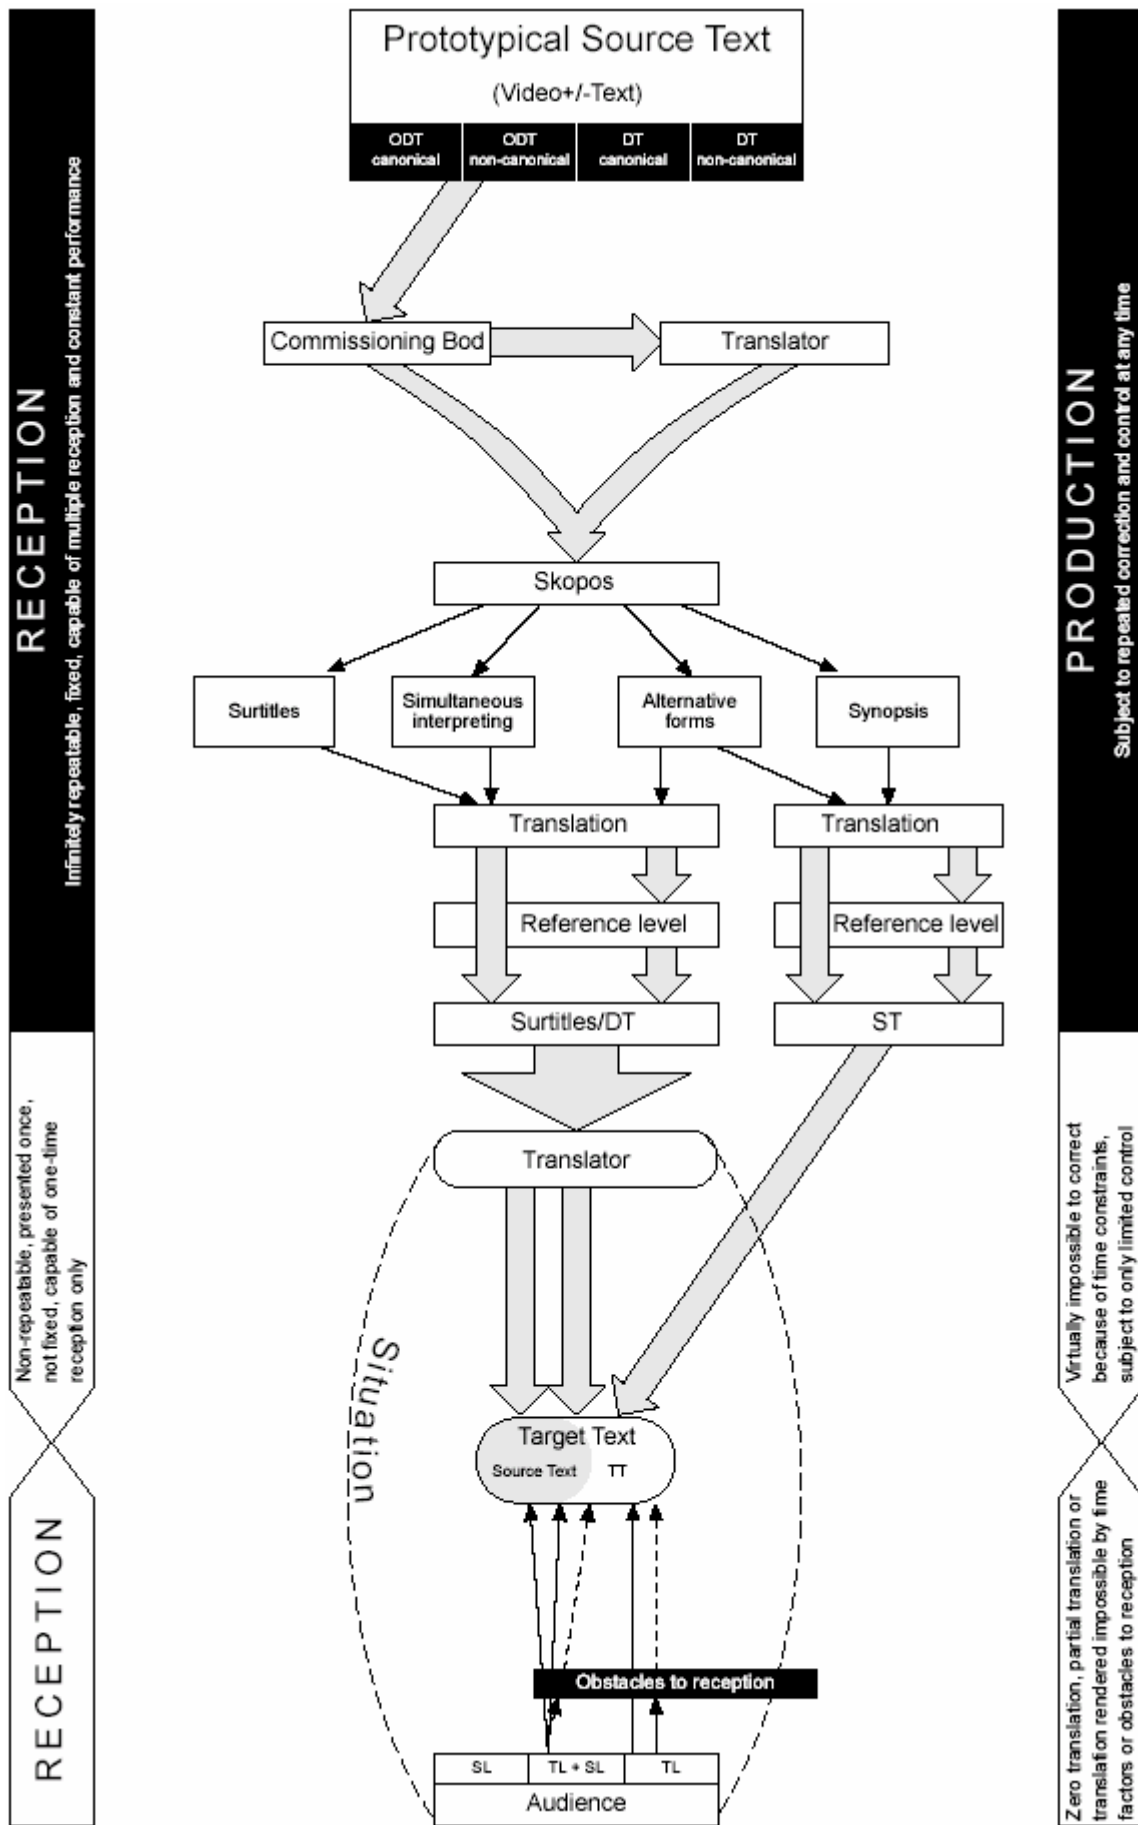 Prototypical Source Text
(Video+/-Text)
ODT
canonical
ODT
non-canonical
DT
canonical
DT
non-canonical
Commissioning Bod
Translator
Skopos
Surtitles
Simultaneous
interpreting
Alternative
forms
Synopsis
Translation
Translation
Reference level
Reference level
Surtitles/DT
ST
Translator
Situation
Target Text
Source Text
TT
Obstacles to reception
SL
TL + SL
TL
Audience
RECEPTION
Infinitely repeatable, fixed, capable of multiple reception and constant performance
Non-repeatable, presented once,
not fixed, capable of one-time
reception only
RECEPTION
PRODUCTION
Subject to repeated correction and control at any time
Virtually impossible to correct
because of time constraints,
subject to only limited control
Zero translation, partial translation or
translation rendered impossible by time
factors or obstacles to reception